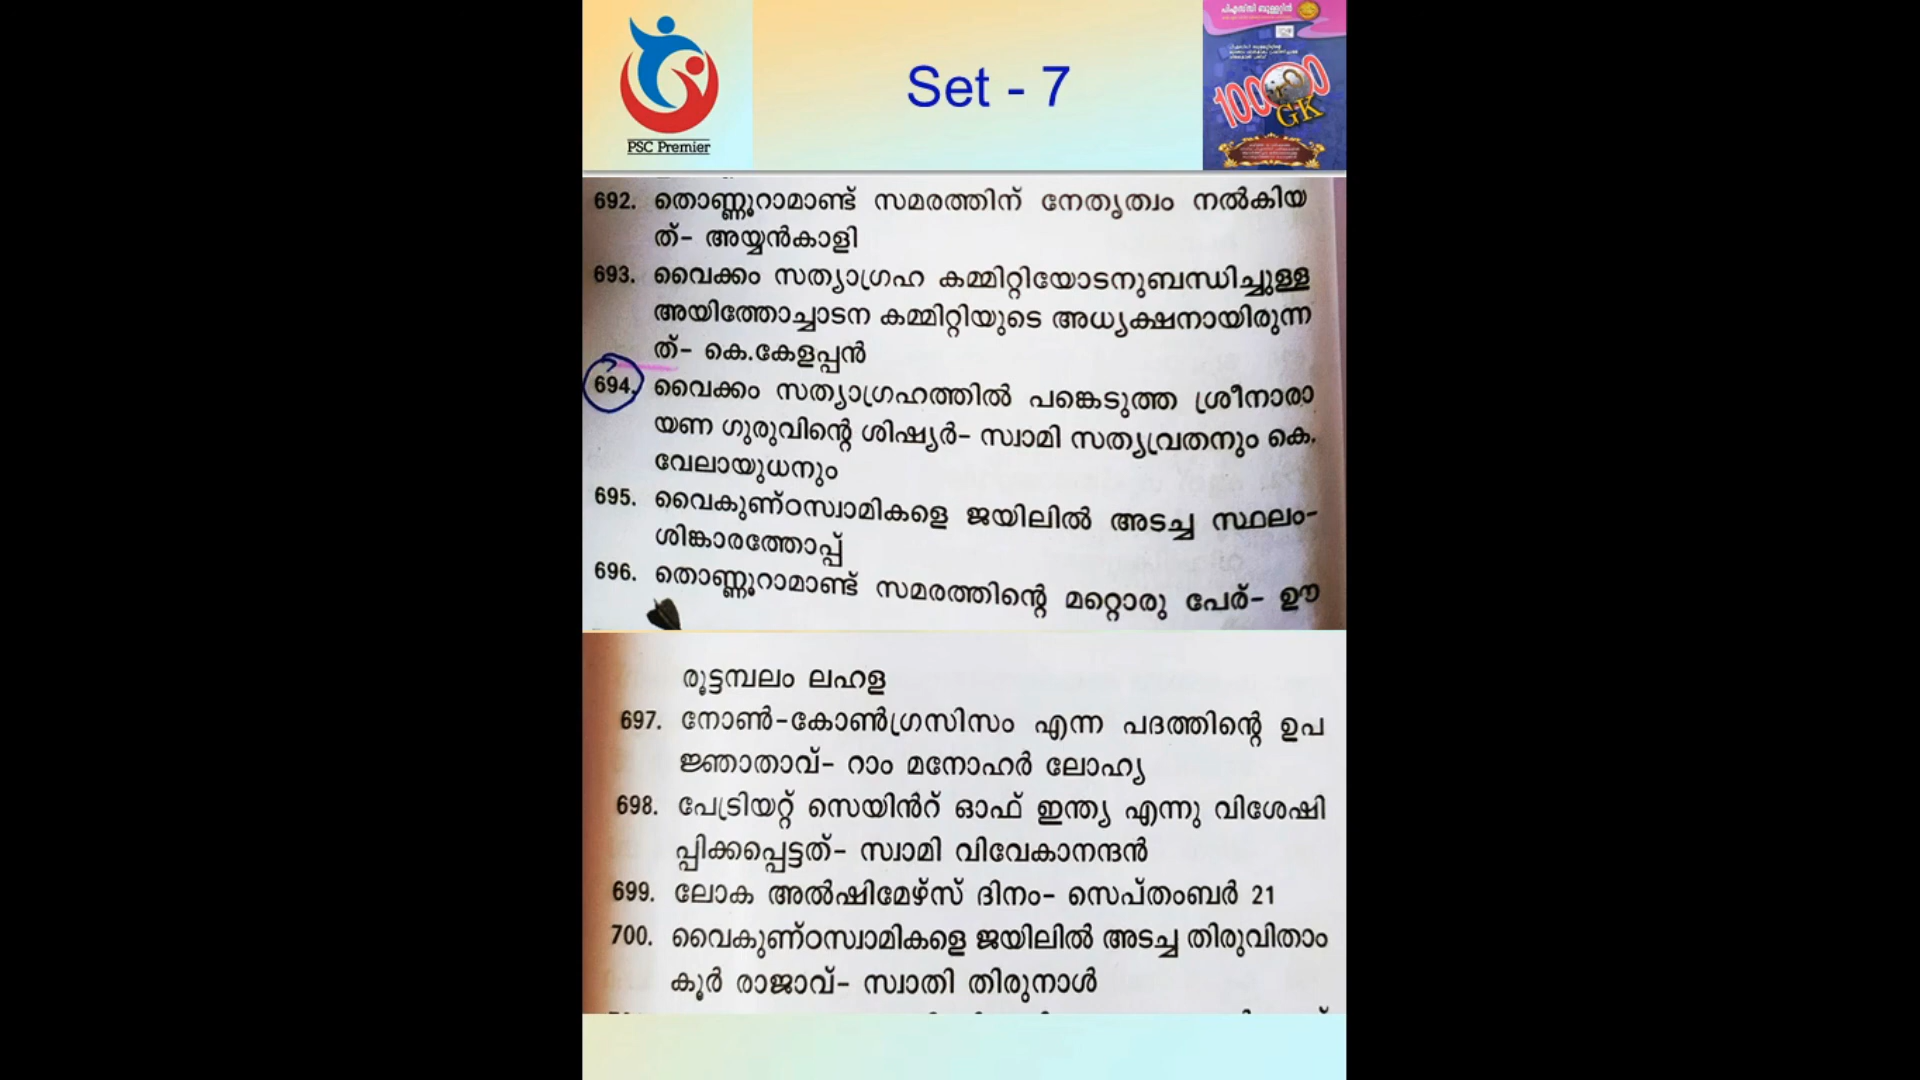 PSC Premier
Set - 7
പിഎസ്‌സി ബുള്ളറ്റിൻ
GK
692. തൊണ്ണൂറാമാണ്ട് സമരത്തിന് നേതൃത്വം നൽകിയ
ത്- അയ്യൻകാളി
693. വൈക്കം സത്യാഗ്രഹ കമ്മിറ്റിയോടനുബന്ധിച്ചുള്ള
അയിത്തോച്ചാടന കമ്മിറ്റിയുടെ അധ്യക്ഷനായിരുന്ന
ത്- കെ.കേളപ്പൻ
694. വൈക്കം സത്യാഗ്രഹത്തിൽ പങ്കെടുത്ത ശ്രീനാരാ
യണ ഗുരുവിന്റെ ശിഷ്യർ- സ്വാമി സത്യവ്രതനും കെ.
വേലായുധനും
695. വൈകുണ്ഠസ്വാമികളെ ജയിലിൽ അടച്ച സ്ഥലം-
ശിങ്കാരത്തോപ്പ്
696. തൊണ്ണൂറാമാണ്ട് സമരത്തിന്റെ മറ്റൊരു പേര്- ഊ
രൂട്ടമ്പലം ലഹള
697. നോൺ-കോൺഗ്രസിസം എന്ന പദത്തിന്റെ ഉപ
ജ്ഞാതാവ്- റാം മനോഹർ ലോഹ്യ
698. പേട്രിയറ്റ് സെയിൻറ് ഓഫ് ഇന്ത്യ എന്നു വിശേഷി
പ്പിക്കപ്പെട്ടത്- സ്വാമി വിവേകാനന്ദൻ
699. ലോക അൽഷിമേഴ്സ് ദിനം- സെപ്തംബർ 21
700. വൈകുണ്ഠസ്വാമികളെ ജയിലിൽ അടച്ച തിരുവിതാം
കൂർ രാജാവ്- സ്വാതി തിരുനാൾ